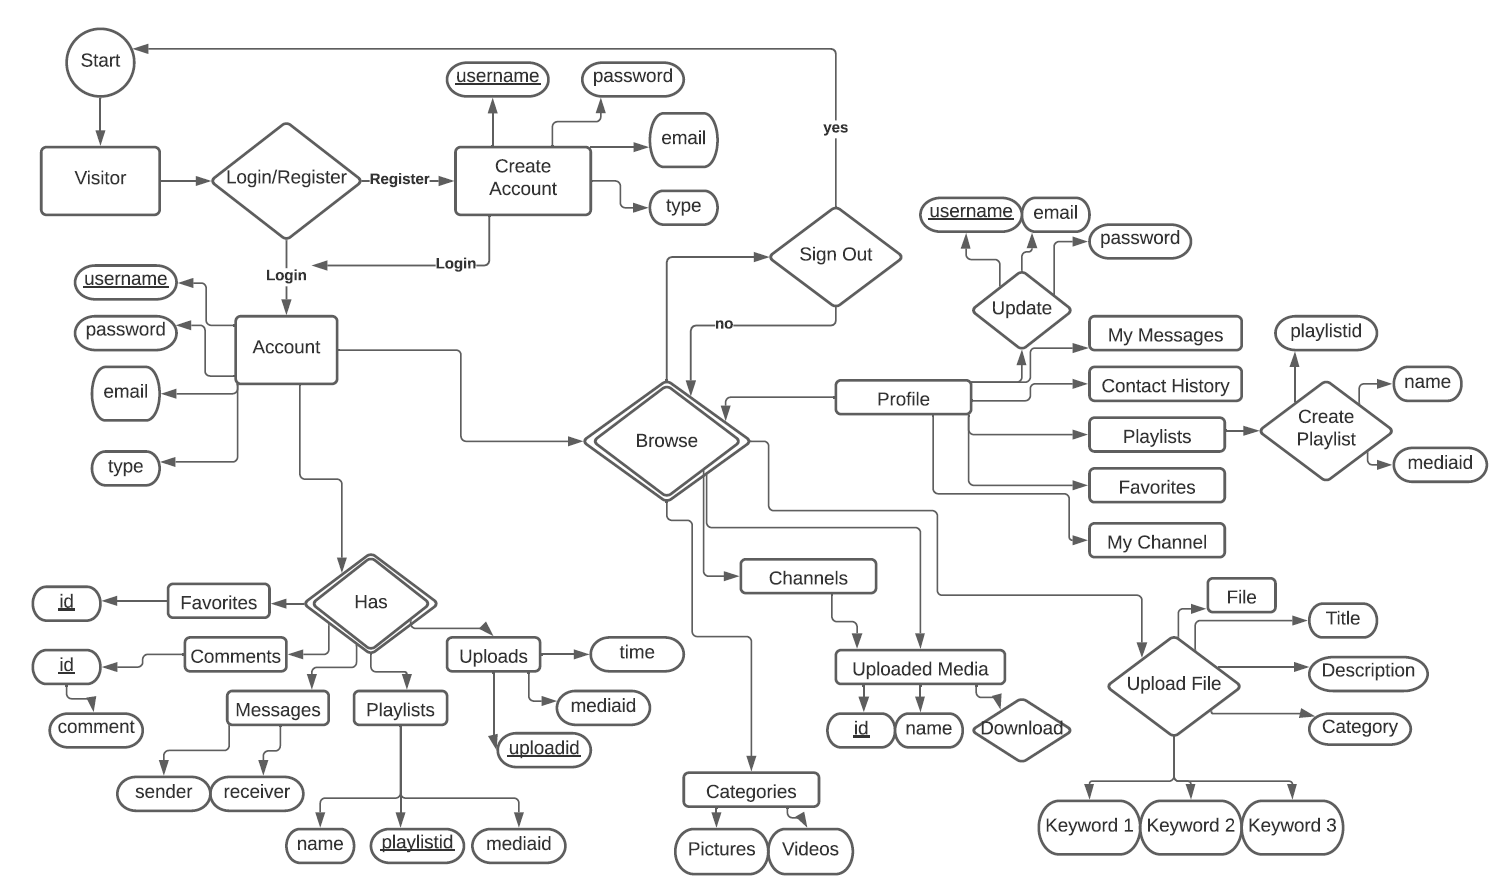 Start
username
password
yes
email
Visitor
Login/Register
Register
Create
Account
type
username
email
password
Sign Out
Login
Login
username
password
Account
email
type
no
Update
My Messages
playlistid
Contact History
name
Profile
Create
Playlist
Playlists
mediaid
Browse
Favorites
My Channel
Channels
Has
Favorites
id
File
Title
Comments
id
Uploads
time
Uploaded Media
Description
Upload File
Messages
Playlists
mediaid
comment
id
name
Download
Category
uploadid
sender
receiver
Categories
Keyword 1
Keyword 2
Keyword 3
name
playlistid
mediaid
Pictures
Videos